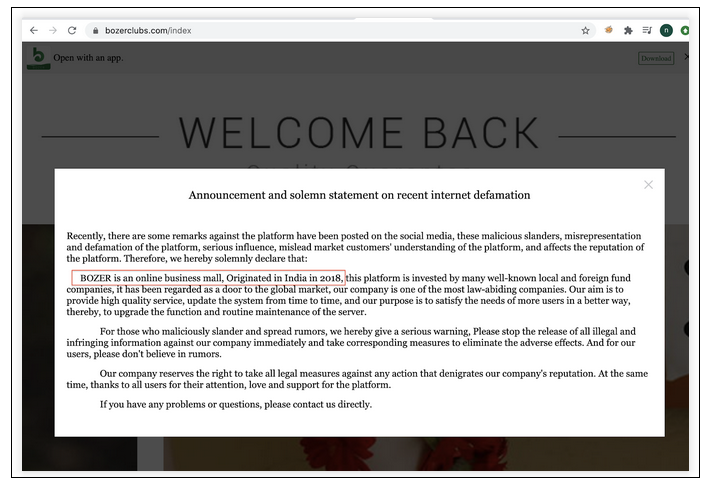 bozerclubs.com/index
n
Open with an app.
Download
WELCOME BACK
Announcement and solemn statement on recent internet defamation
Recently, there are some remarks against the platform have been posted on the social media, these malicious slanders, misrepresentation
and defamation of the platform, serious influence, mislead market customers' understanding of the platform, and affects the reputation of
the platform. Therefore, we hereby solemnly declare that:
BOZER is an online business mall, Originated in India in 2018, this platform is invested by many well-known local and foreign fund
companies, it has been regarded as a door to the global market, our company is one of the most law-abiding companies. Our aim is to
provide high quality service, update the system from time to time, and our purpose is to satisfy the needs of more users in a better way,
thereby, to upgrade the function and routine maintenance of the server.
For those who maliciously slander and spread rumors, we hereby give a serious warning, Please stop the release of all illegal and
infringing information against our company immediately and take corresponding measures to eliminate the adverse effects. And for our
users, please don't believe in rumors.
Our company reserves the right to take all legal measures against any action that denigrates our company's reputation. At the same
time, thanks to all users for their attention, love and support for the platform.
If you have any problems or questions, please contact us directly.